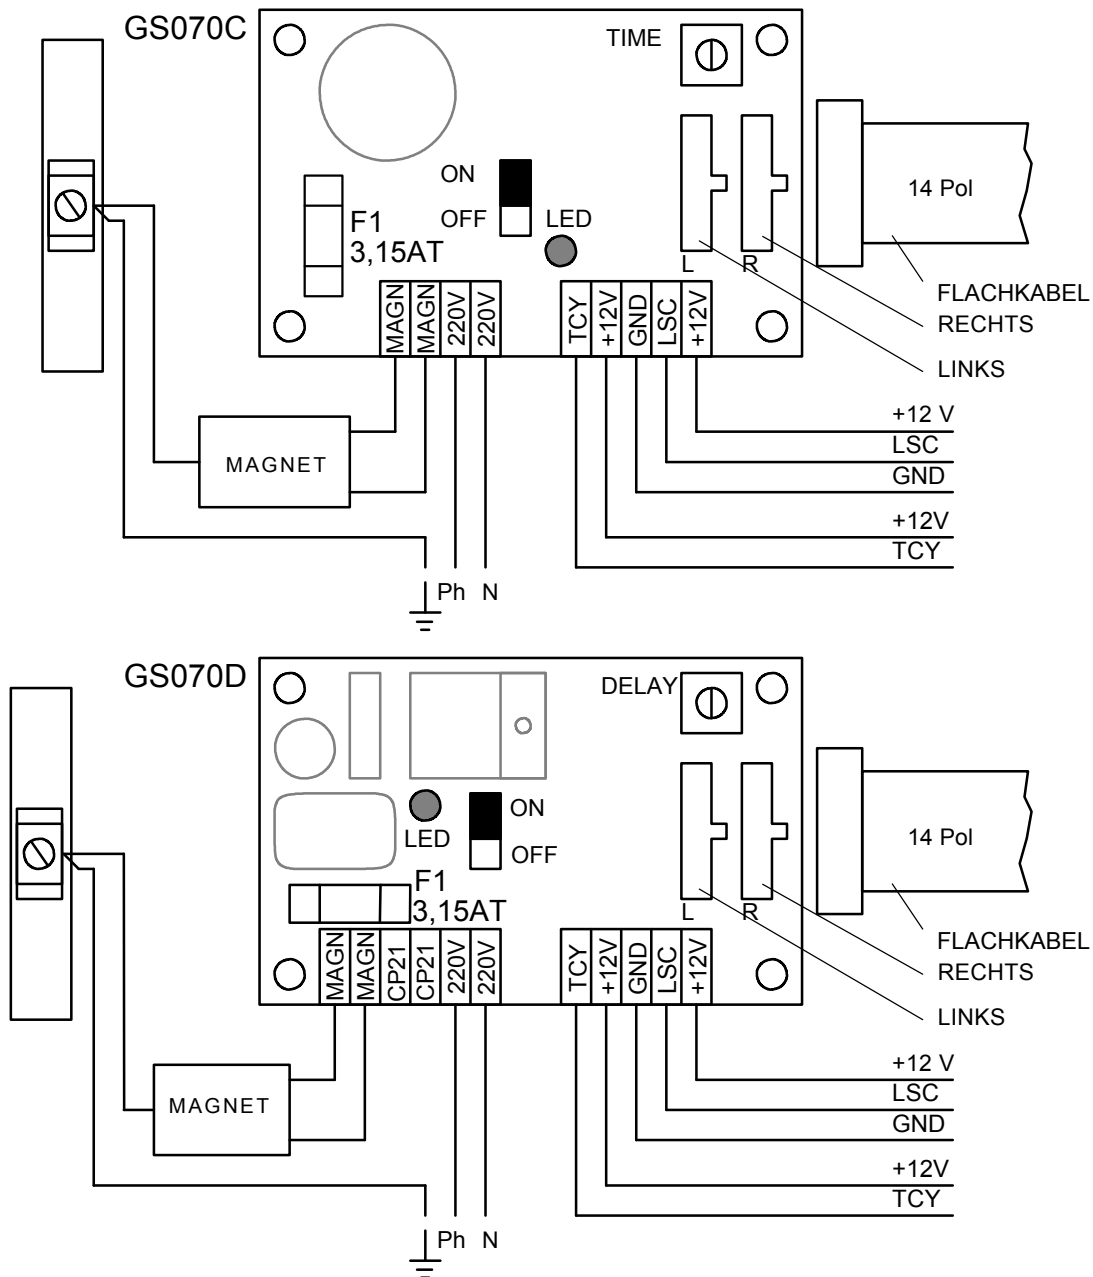 GS070C
TIME
ON
OFF
LED
F1
3,15AT
14 Pol
L
R
MAGN
MAGN
220V
220V
TCY
+12V
GND
LSC
+12V
FLACHKABEL
RECHTS
LINKS
MAGNET
+12 V
LSC
GND
+12V
TCY
Ph
N
GS070D
DELAY
ON
OFF
LED
F1
3,15AT
14 Pol
L
R
MAGN
MAGN
CP21
CP21
220V
220V
TCY
+12V
GND
LSC
+12V
FLACHKABEL
RECHTS
LINKS
MAGNET
+12 V
LSC
GND
+12V
TCY
Ph
N